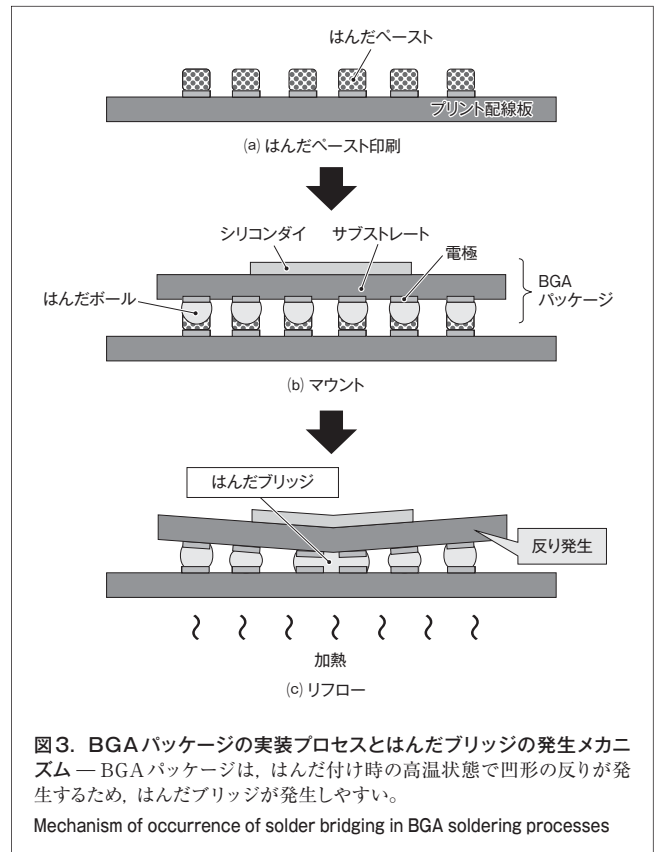 はんだペースト
プリント配線板
(a) はんだペースト印刷
シリコンダイ サブストレート
電極
はんだボール
BGA
パッケージ
(b) マウント
はんだブリッジ
反り発生
加熱
(c) リフロー
図3. BGAパッケージの実装プロセスとはんだブリッジの発生メカニ
ズム — BGAパッケージは，はんだ付け時の高温状態で凹形の反りが発
生するため，はんだブリッジが発生しやすい。
Mechanism of occurrence of solder bridging in BGA soldering processes